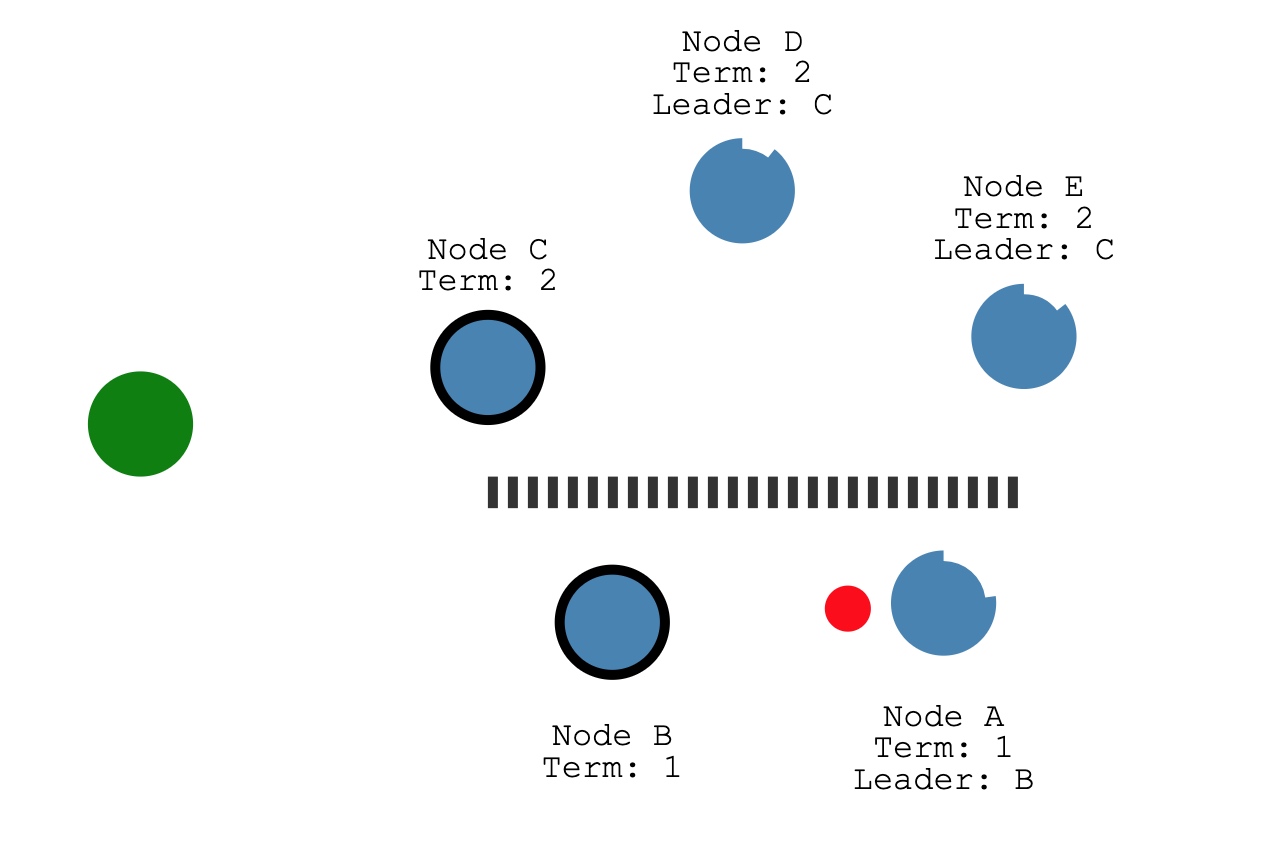 Node D
Term: 2
Leader: C
Node E
Term: 2
Leader: C
Node C
Term: 2
Node B
Term: 1
Node A
Term: 1
Leader: B